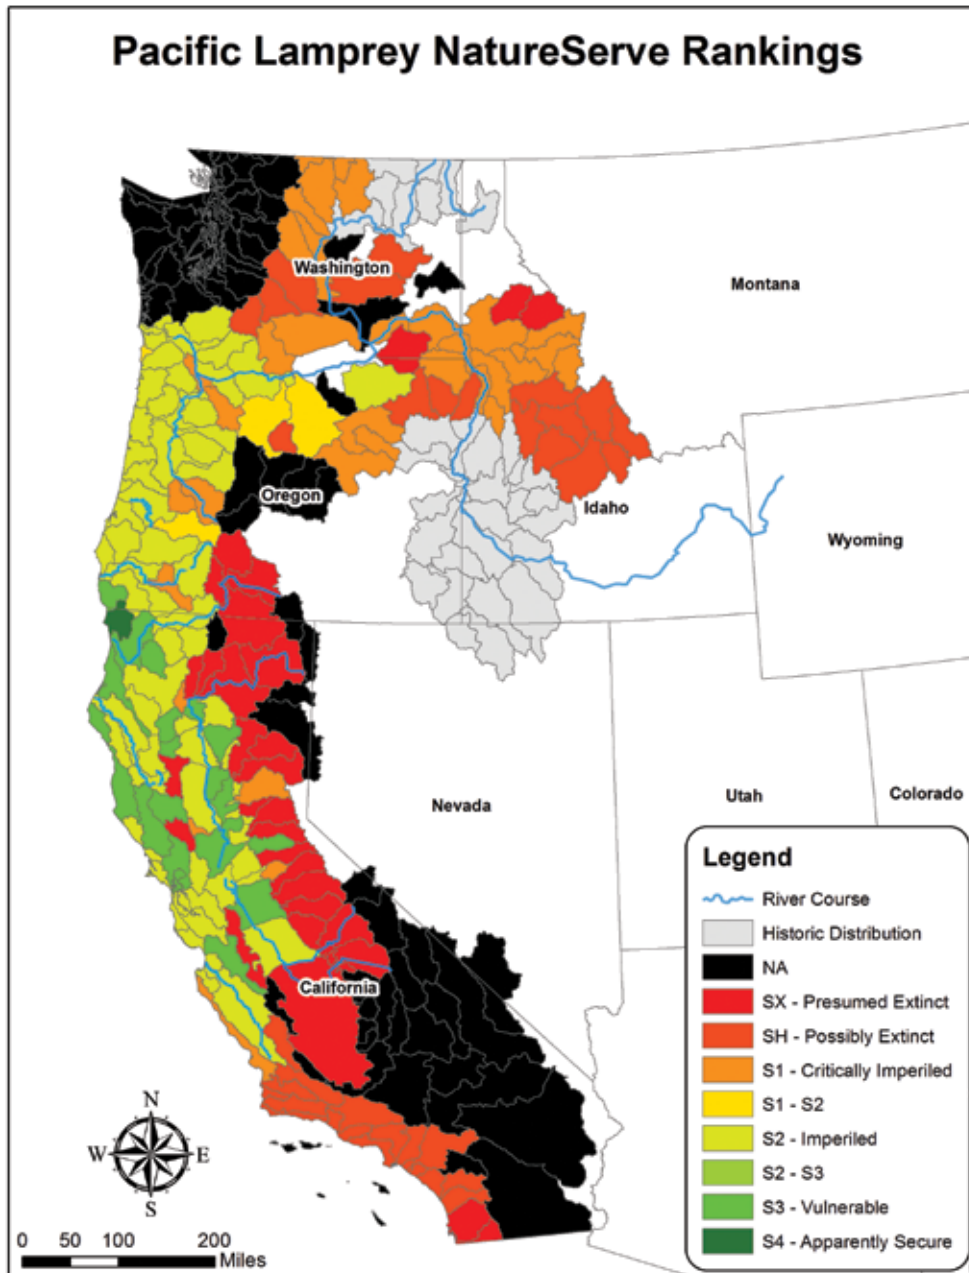 Pacific Lamprey NatureServe Rankings
Washington
Montana
Oregon
Idaho
Wyoming
Nevada
Utah
Colorado
California
Legend
River Course
Historic Distribution
NA
SX - Presumed Extinct
SH - Possibly Extinct
S1 - Critically Imperiled
S1 - S2
S2 - Imperiled
S2 - S3
S3 - Vulnerable
S4 - Apparently Secure
N
W E
S
0 50 100 200
Miles